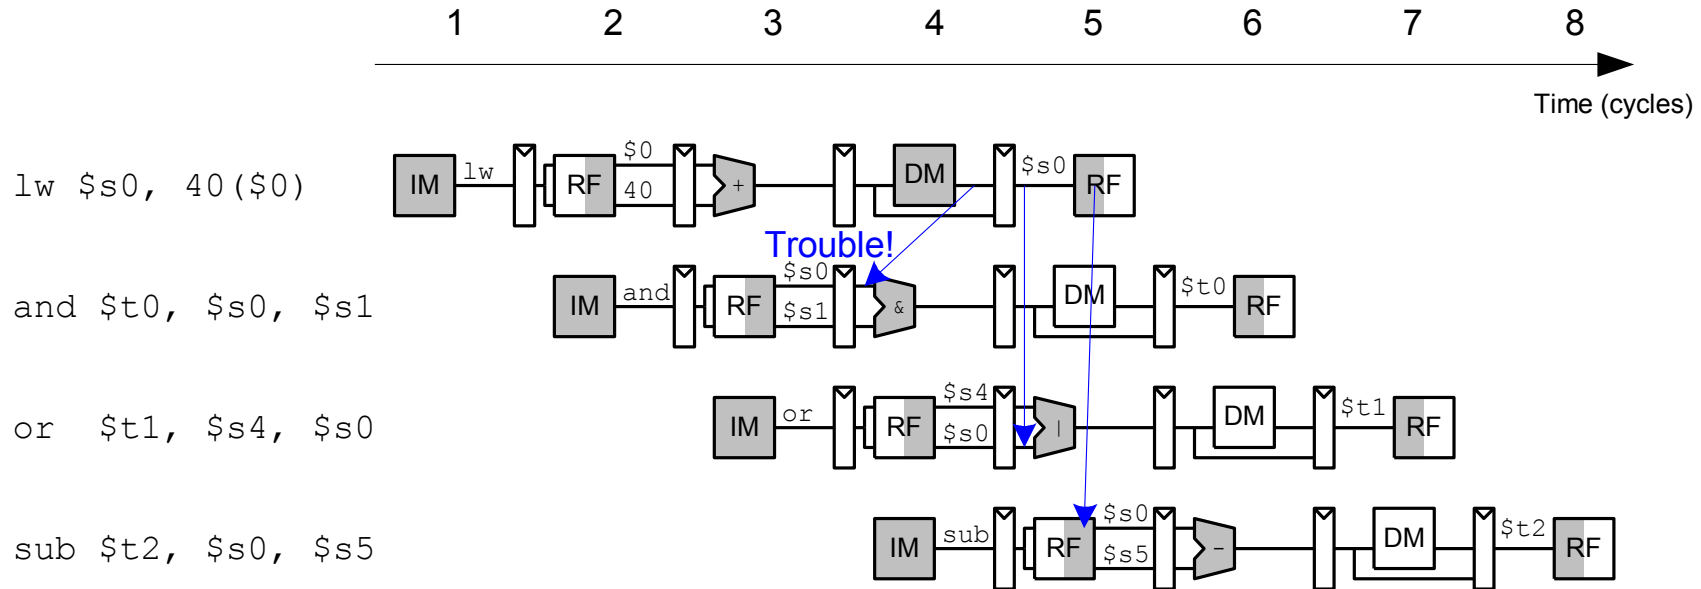 1 2 3 4 5 6 7 8
Time (cycles)
lw $s0, 40($0) IM lw RF $0 40 + DM $s0 RF
Trouble!
and $t0, $s0, $s1 IM and RF $s0 $s1 & DM $t0 RF
or $t1, $s4, $s0 IM or RF $s4 $s0 | DM $t1 RF
sub $t2, $s0, $s5 IM sub RF $s0 $s5 - DM $t2 RF